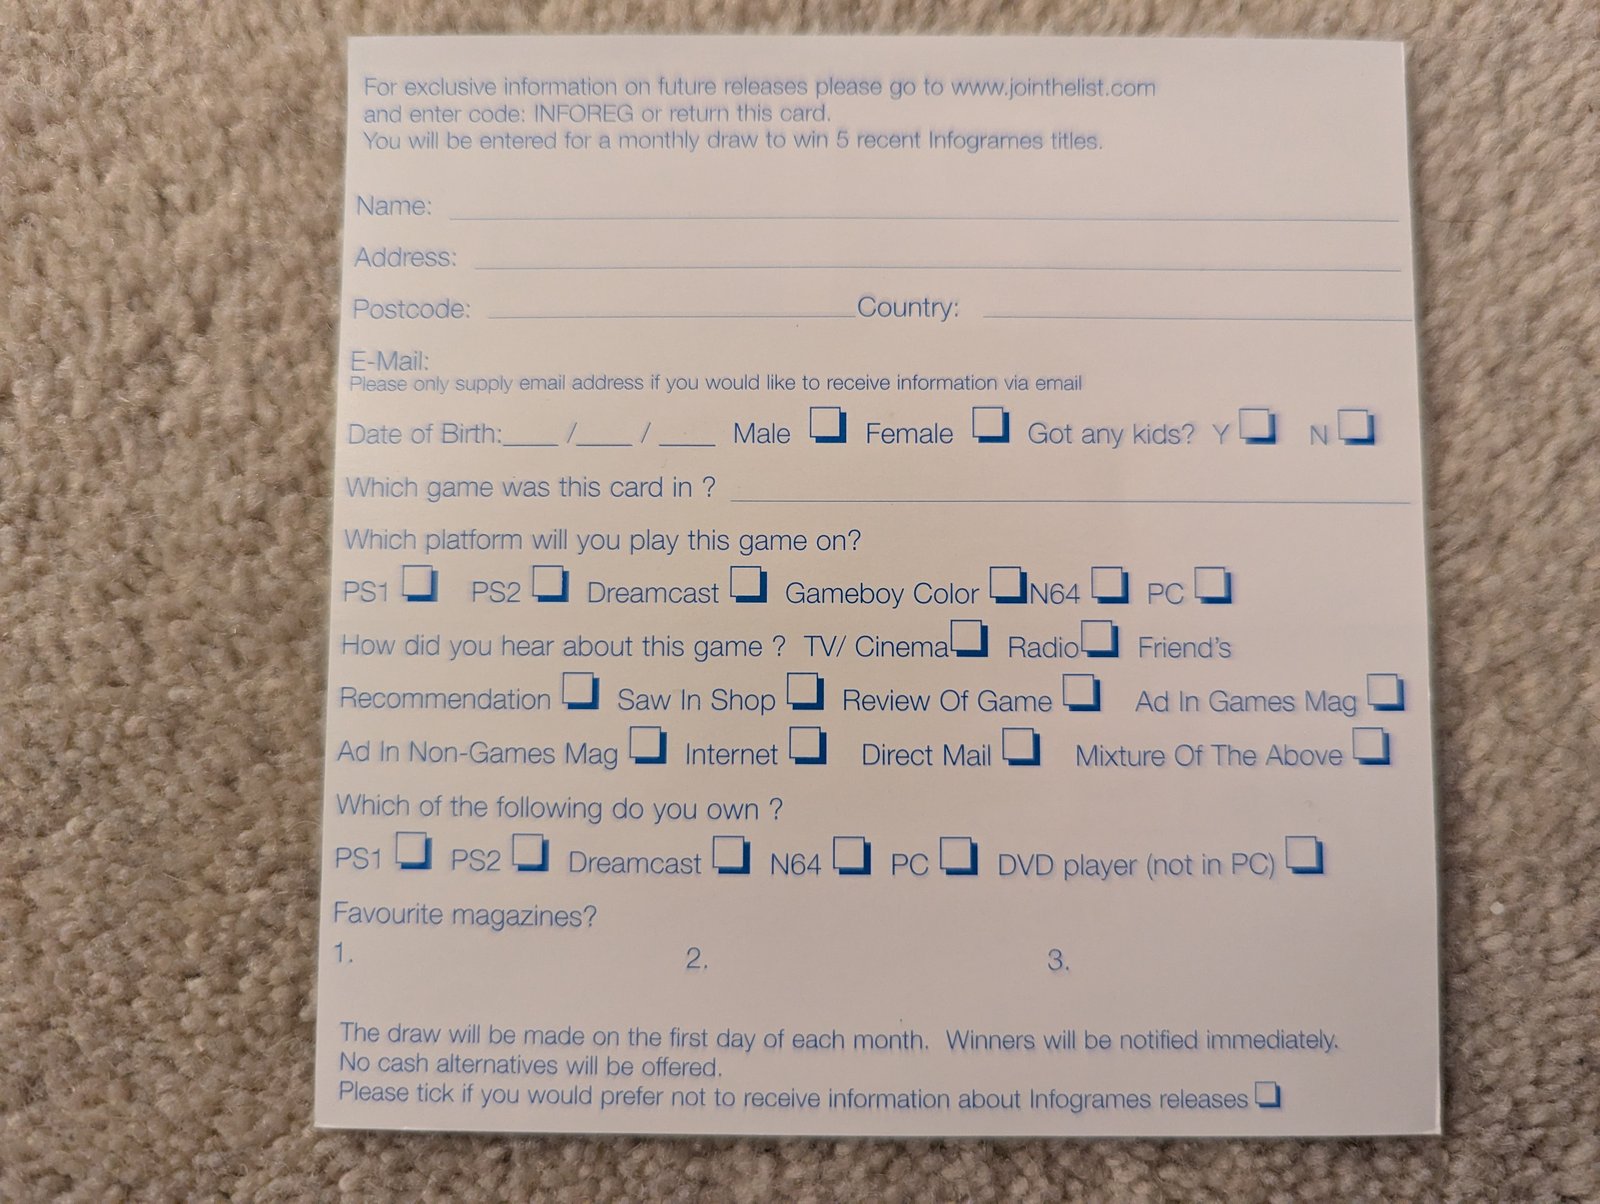 For exclusive information on future releases please go to www.jointhelist.com
and enter code: INFOREG or return this card.
You will be entered for a monthly draw to win 5 recent Infogrames titles.
Name:
Address:
Postcode: Country:
E-Mail:
Please only supply email address if you would like to receive information via email
Date of Birth:____ /____ / ____ Male Female Got any kids? Y N
Which game was this card in ?
Which platform will you play this game on?
PS1 PS2 Dreamcast Gameboy Color N64 PC
How did you hear about this game ? TV/ Cinema Radio Friend's
Recommendation Saw In Shop Review Of Game Ad In Games Mag
Ad In Non-Games Mag Internet Direct Mail Mixture Of The Above
Which of the following do you own ?
PS1 PS2 Dreamcast N64 PC DVD player (not in PC)
Favourite magazines?
1. 2. 3.
The draw will be made on the first day of each month. Winners will be notified immediately.
No cash alternatives will be offered.
Please tick if you would prefer not to receive information about Infogrames releases